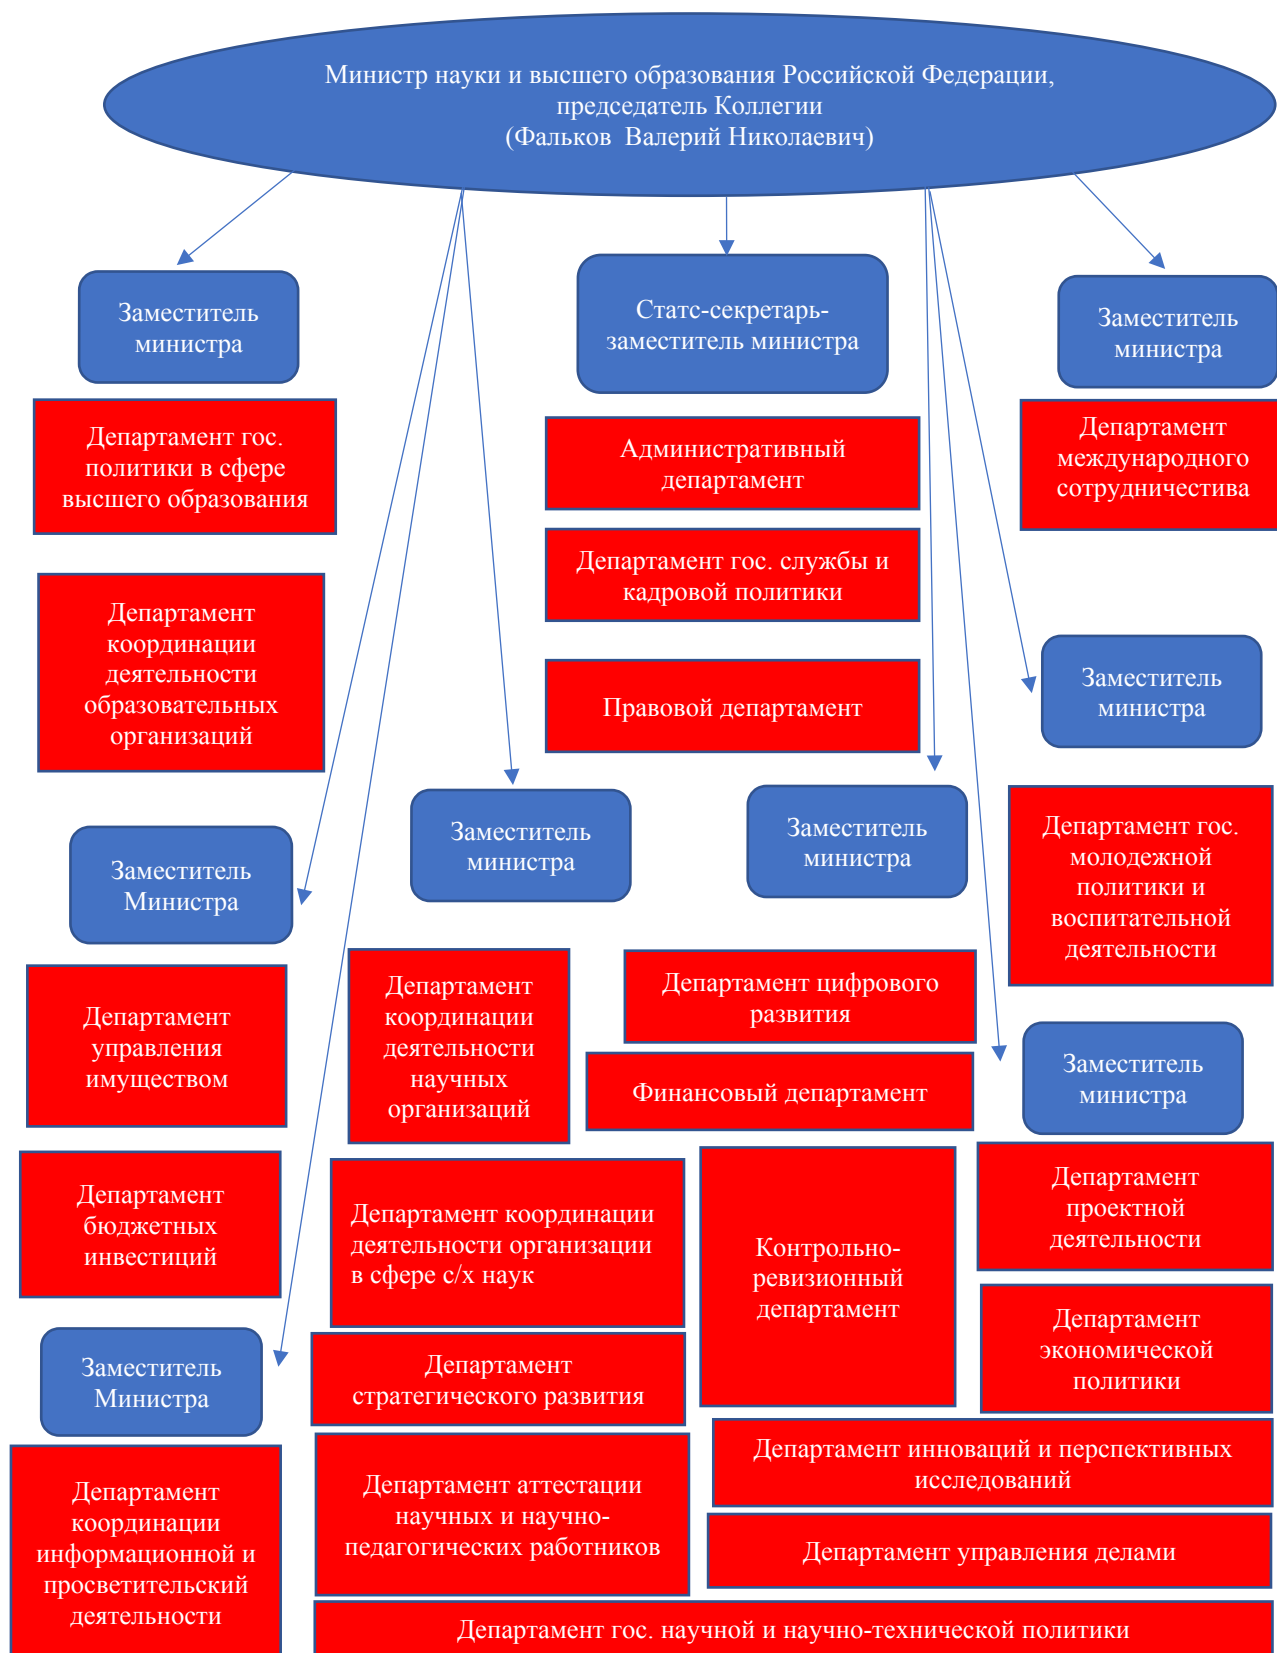 Министр науки и высшего образования Российской Федерации,
председатель Коллегии
(Фальков  Валерий Николаевич)
Заместитель
министра
Статс-секретарь-
заместитель министра
Заместитель
министра
Департамент гос.
политики в сфере
высшего образования
Административный
департамент
Департамент
международного
сотрудничестива
Департамент гос. службы и
кадровой политики
Департамент
координации
деятельности
образовательных
организаций
Правовой департамент
Заместитель
министра
Заместитель
Министра
Заместитель
министра
Заместитель
министра
Департамент гос.
молодежной
политики и
воспитательной
деятельности
Департамент
управления
имуществом
Департамент
координации
деятельности
научных
организаций
Департамент цифрового
развития
Финансовый департамент
Заместитель
министра
Департамент
бюджетных
инвестиций
Департамент координации
деятельности организации
в сфере с/х наук
Контрольно-
ревизионный
департамент
Департамент
проектной
деятельности
Департамент
экономической
политики
Заместитель
Министра
Департамент
стратегического развития
Департамент инноваций и перспективных
исследований
Департамент
координации
информационной и
просветительский
деятельности
Департамент аттестации
научных и научно-
педагогических работников
Департамент управления делами
Департамент гос. научной и научно-технической политики